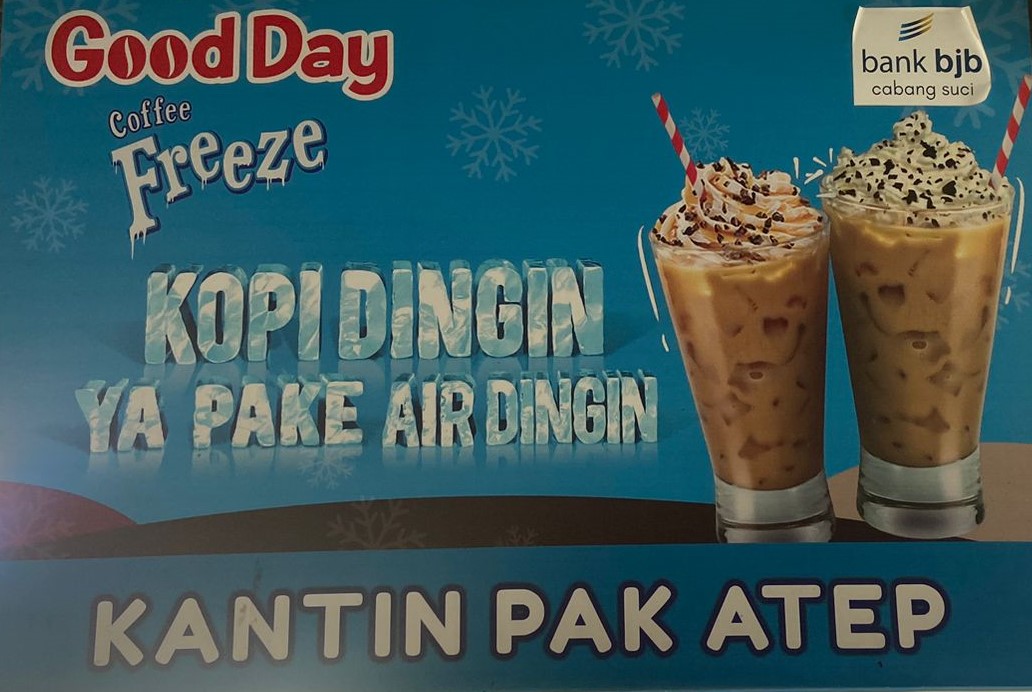 Good Day
Coffee
Freeze
bank bjb
cabang suci
KOPI DINGIN
YA PAKE AIR DINGIN
KANTIN PAK ATEP